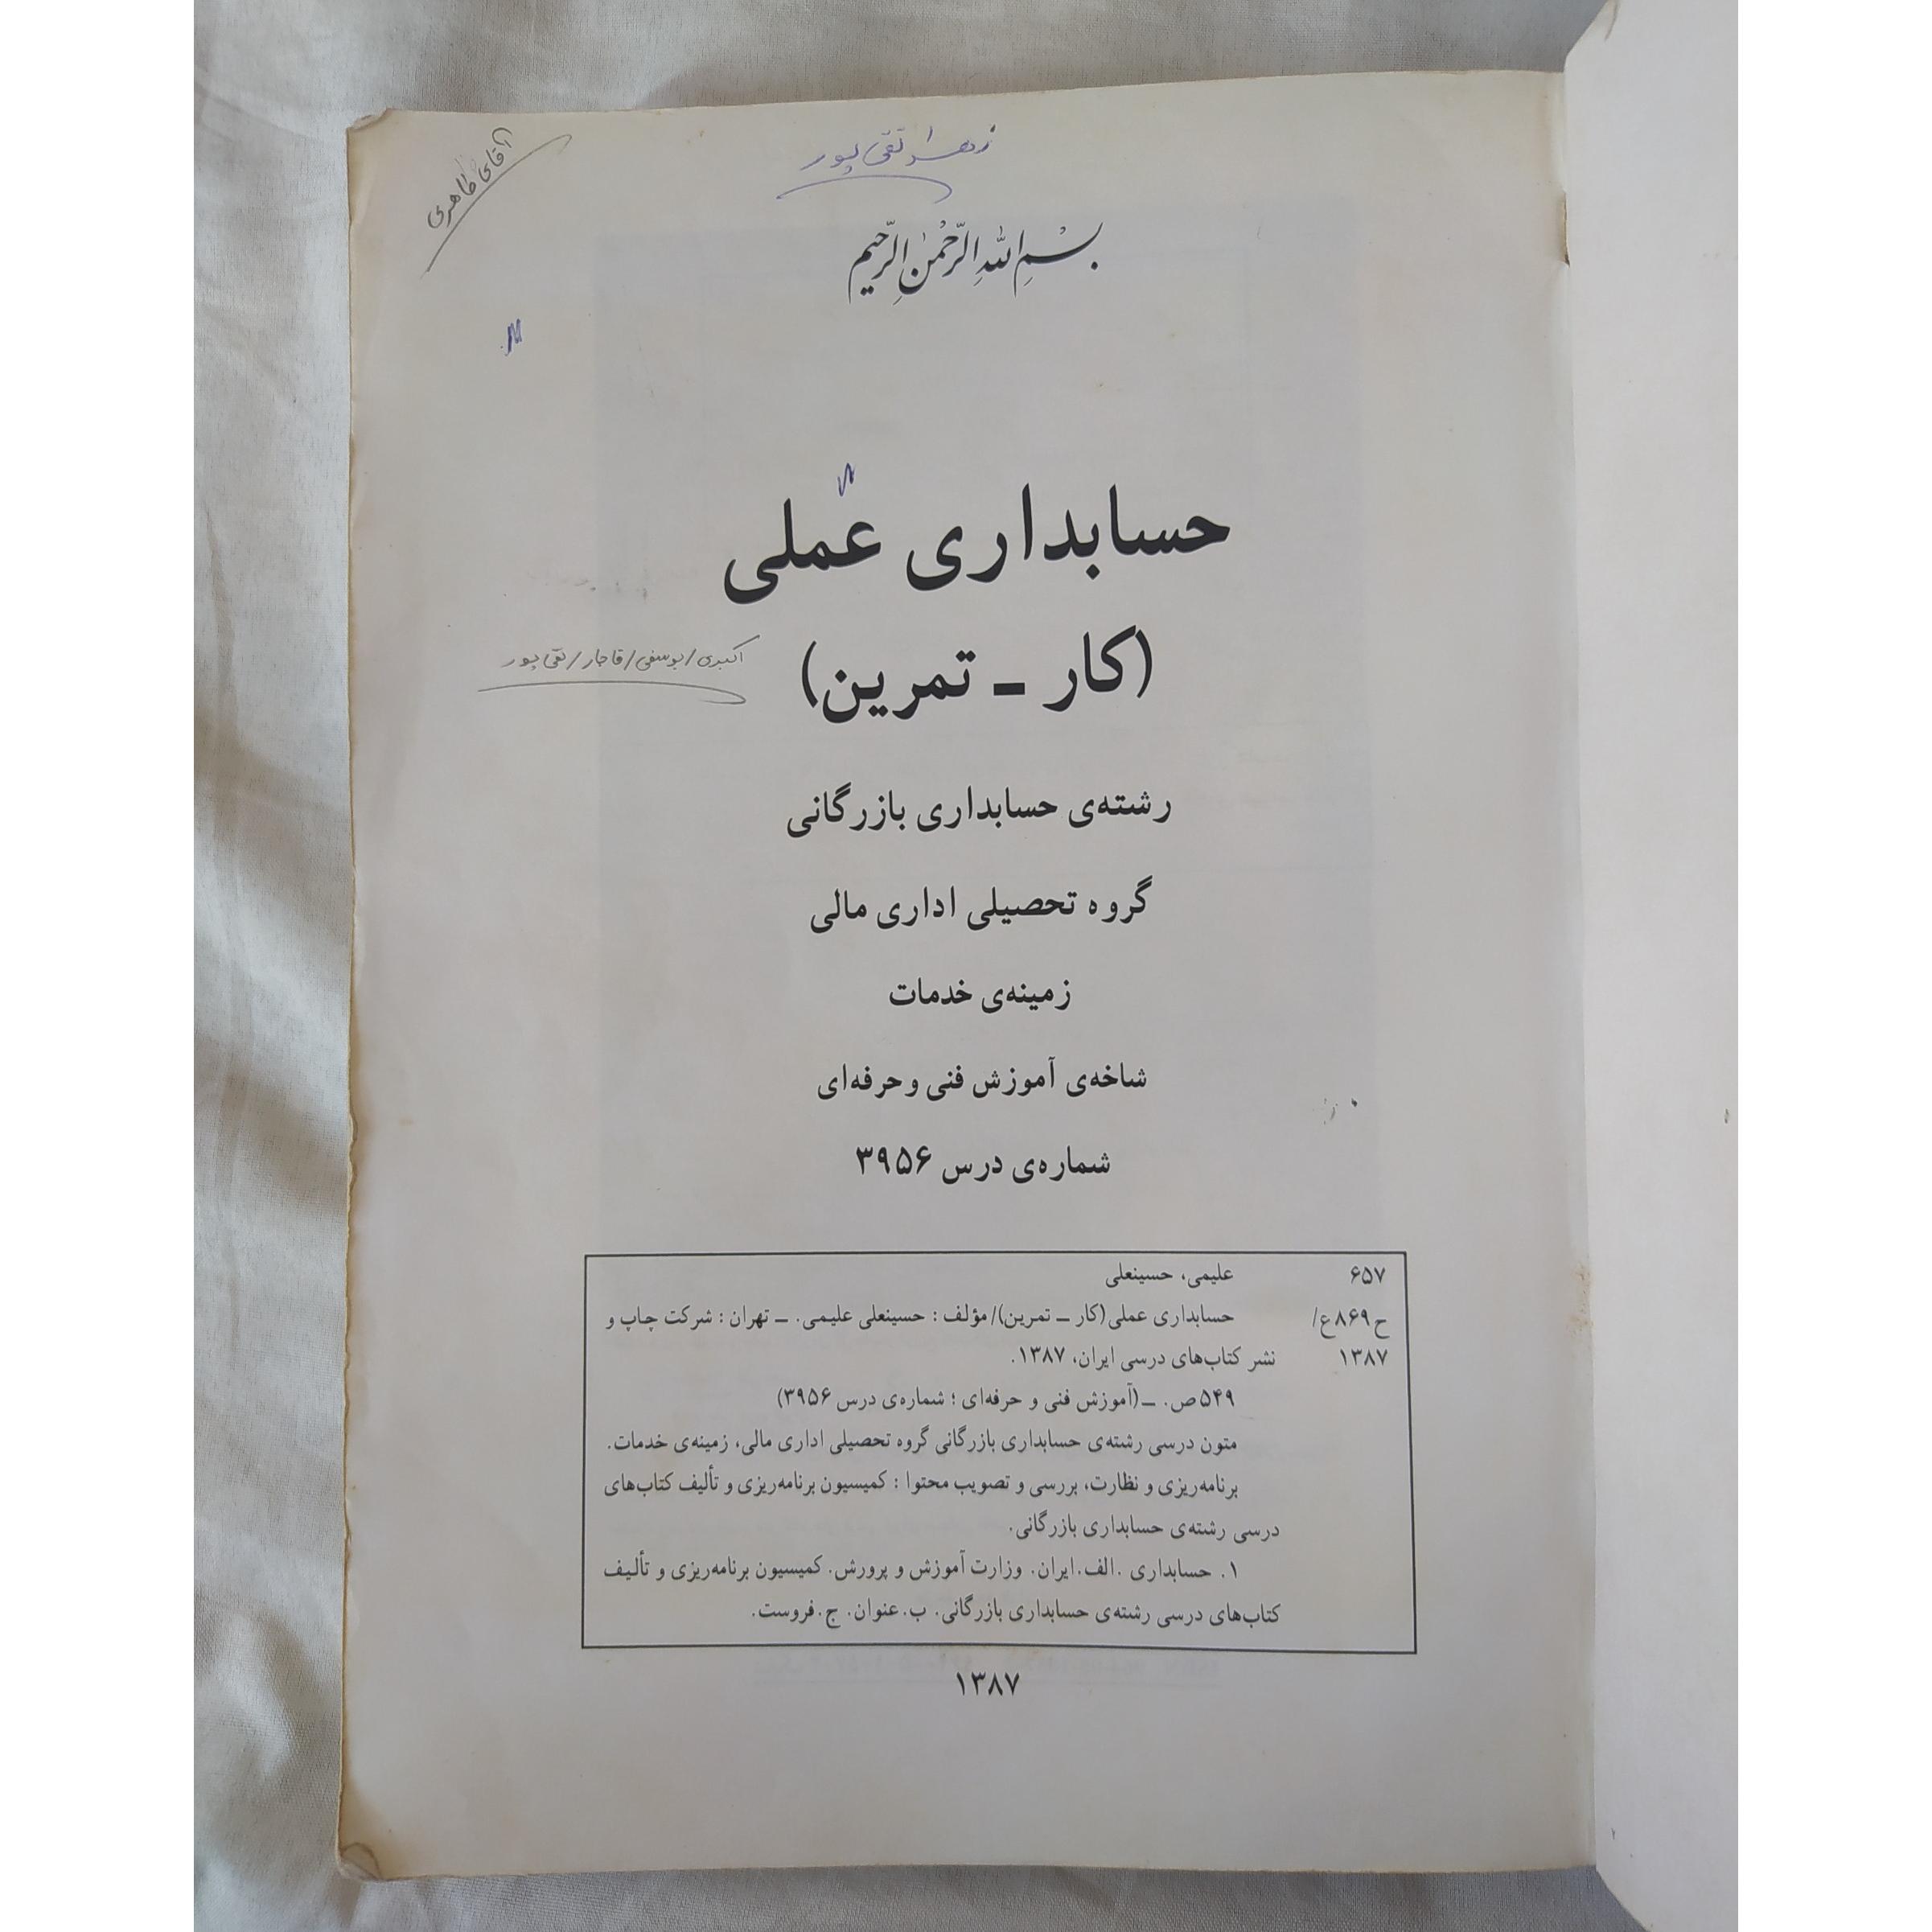 زهرا تقی پور
آقای طاهری
بسم الله الرحمن الرحیم
حسابداری عملی
(کار ـ تمرین)
اکبری/یوسفی/قاجار/تقی پور
رشته‌ی حسابداری بازرگانی
گروه تحصیلی اداری مالی
زمینه‌ی خدمات
شاخه‌ی آموزش فنی و حرفه‌ای
شماره‌ی درس ۳۹۵۶
۶۵۷ علیمی، حسینعلی
ح۸۶۹ع/ حسابداری عملی (کار ـ تمرین)/ مؤلف : حسینعلی علیمی. ـ تهران : شرکت چاپ و
۱۳۸۷ نشر کتاب‌های درسی ایران، ۱۳۸۷.
۵۴۹ص. ـ (آموزش فنی و حرفه‌ای ؛ شماره‌ی درس ۳۹۵۶)
متون درسی رشته‌ی حسابداری بازرگانی گروه تحصیلی اداری مالی، زمینه‌ی خدمات.
برنامه‌ریزی و نظارت، بررسی و تصویب محتوا : کمیسیون برنامه‌ریزی و تألیف کتاب‌های
درسی رشته‌ی حسابداری بازرگانی.
۱. حسابداری .الف.ایران. وزارت آموزش و پرورش. کمیسیون برنامه‌ریزی و تألیف
کتاب‌های درسی رشته‌ی حسابداری بازرگانی. ب.عنوان. ج.فروست.
۱۳۸۷